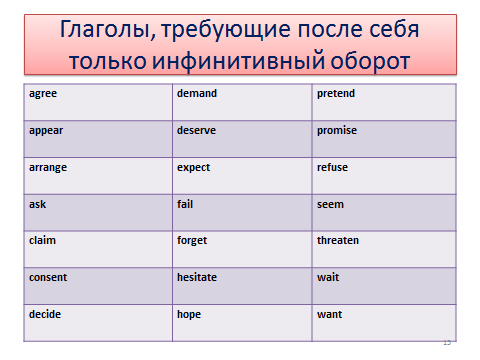 Глаголы, требующие после себя
только инфинитивный оборот
agree demand pretend
appear deserve promise
arrange expect refuse
ask fail seem
claim forget threaten
consent hesitate wait
decide hope want
15